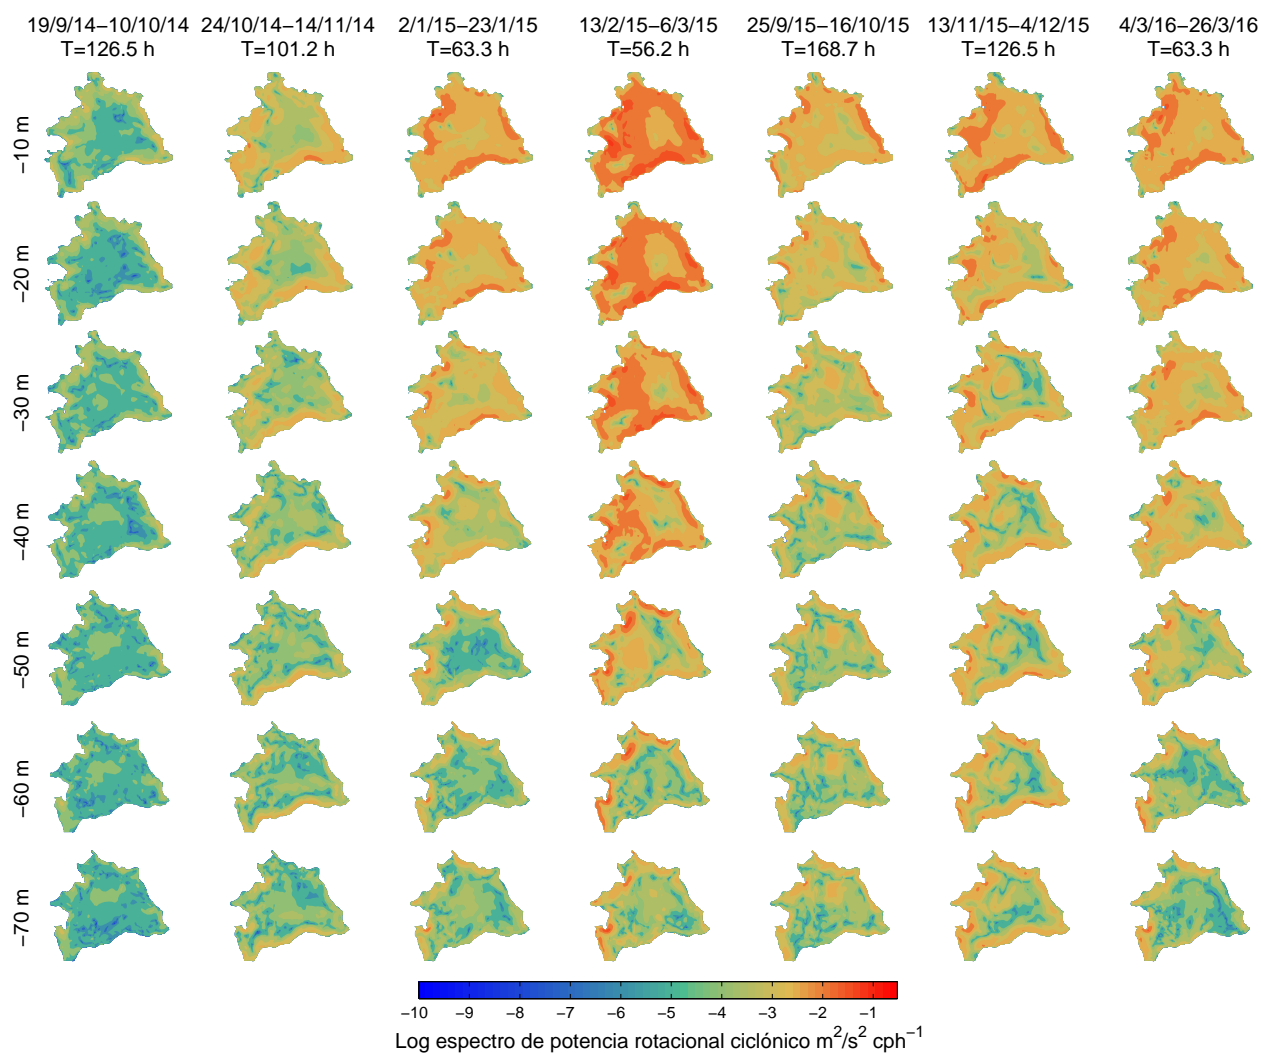 19/9/14−10/10/14 24/10/14−14/11/14 2/1/15−23/1/15 13/2/15−6/3/15 25/9/15−16/10/15 13/11/15−4/12/15 4/3/16−26/3/16
T=126.5 h T=101.2 h T=63.3 h T=56.2 h T=168.7 h T=126.5 h T=63.3 h
−10 m
−20 m
−30 m
−40 m
−50 m
−60 m
−70 m
−10 −9 −8 −7 −6 −5 −4 −3 −2 −1
Log espectro de potencia rotacional ciclónico m²/s² cph⁻¹